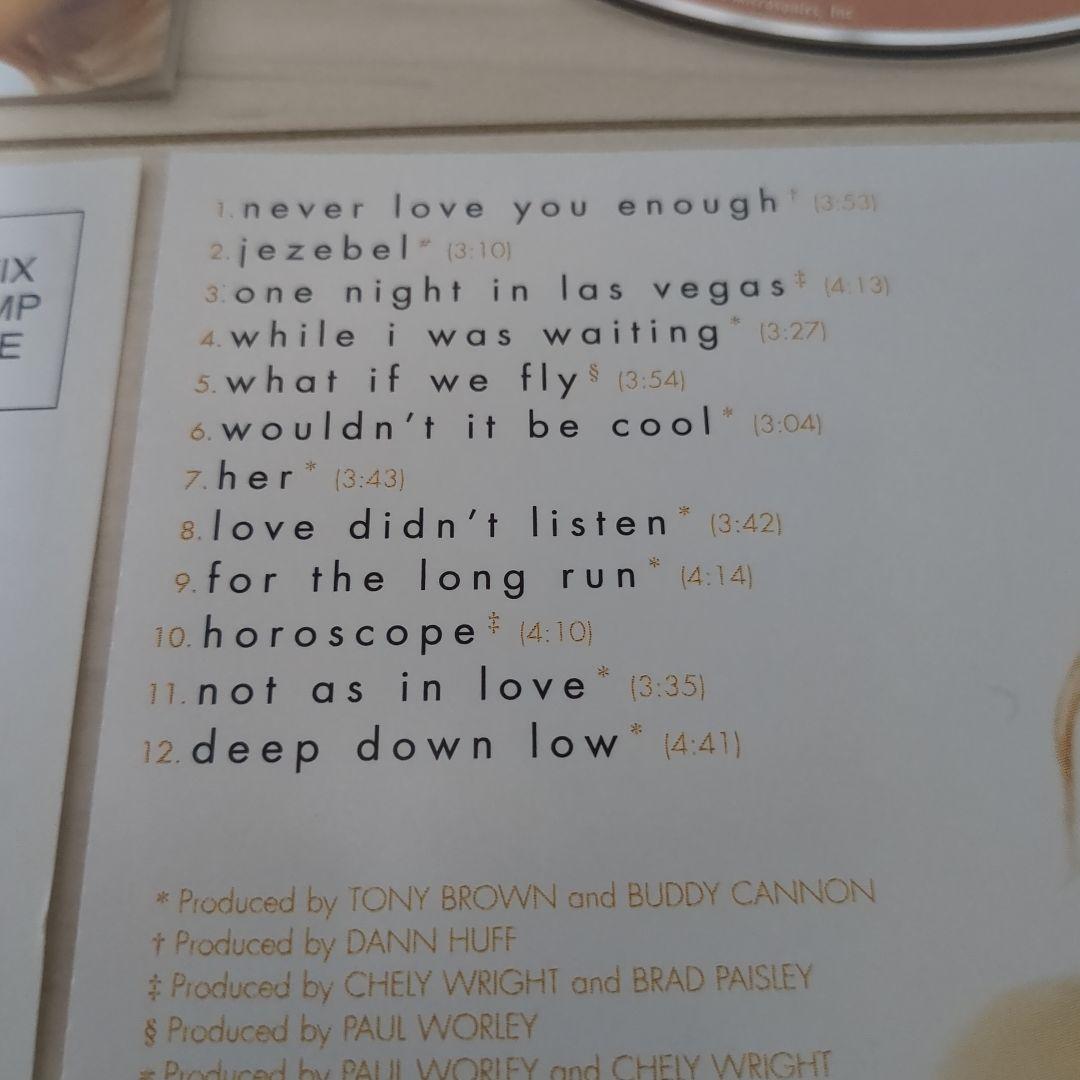 Inc
IX
MP
E
1. never love you enough† (3:53)
2. jezebel⌗ (3:10)
3. one night in las vegas‡ (4:13)
4. while i was waiting* (3:27)
5. what if we fly§ (3:54)
6. wouldn't it be cool* (3:04)
7. her* (3:43)
8. love didn't listen* (3:42)
9. for the long run* (4:14)
10. horoscope‡ (4:10)
11. not as in love* (3:35)
12. deep down low* (4:41)
* Produced by TONY BROWN and BUDDY CANNON
† Produced by DANN HUFF
‡ Produced by CHELY WRIGHT and BRAD PAISLEY
§ Produced by PAUL WORLEY
⌗ Produced by PAUL WORLEY and CHELY WRIGHT